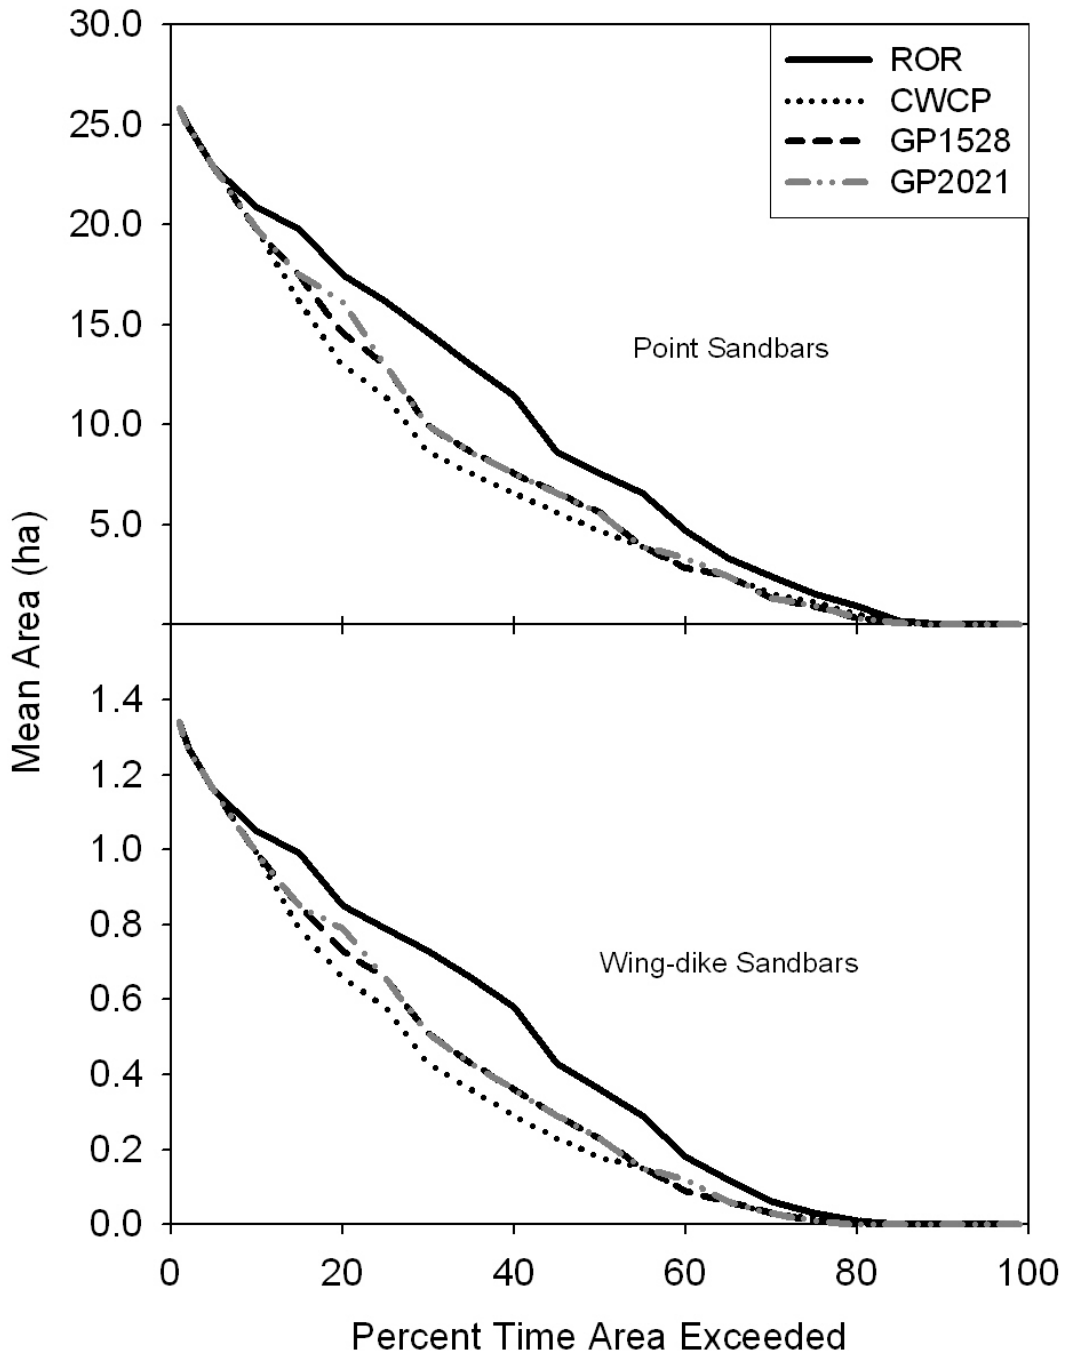 30.0
25.0
20.0
15.0
10.0
5.0
ROR
CWCP
GP1528
GP2021
Point Sandbars
Mean Area (ha)
1.4
1.2
1.0
0.8
0.6
0.4
0.2
0.0
Wing-dike Sandbars
0 20 40 60 80 100
Percent Time Area Exceeded